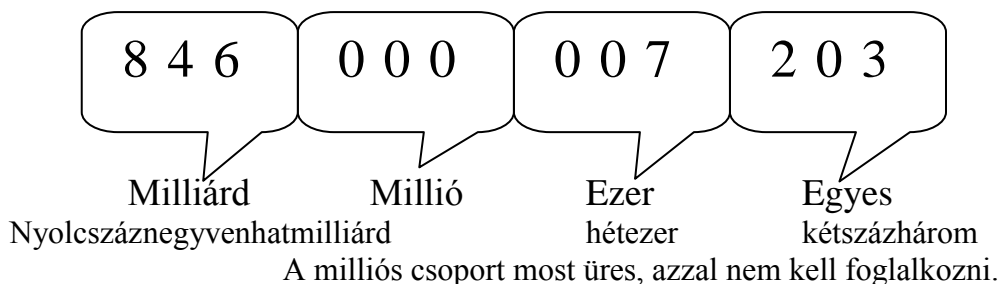 8 4 6 0 0 0 0 0 7 2 0 3
Milliárd Millió Ezer Egyes
Nyolcszáznegyvenhatmilliárd hétezer kétszázhárom
A milliós csoport most üres, azzal nem kell foglalkozni.